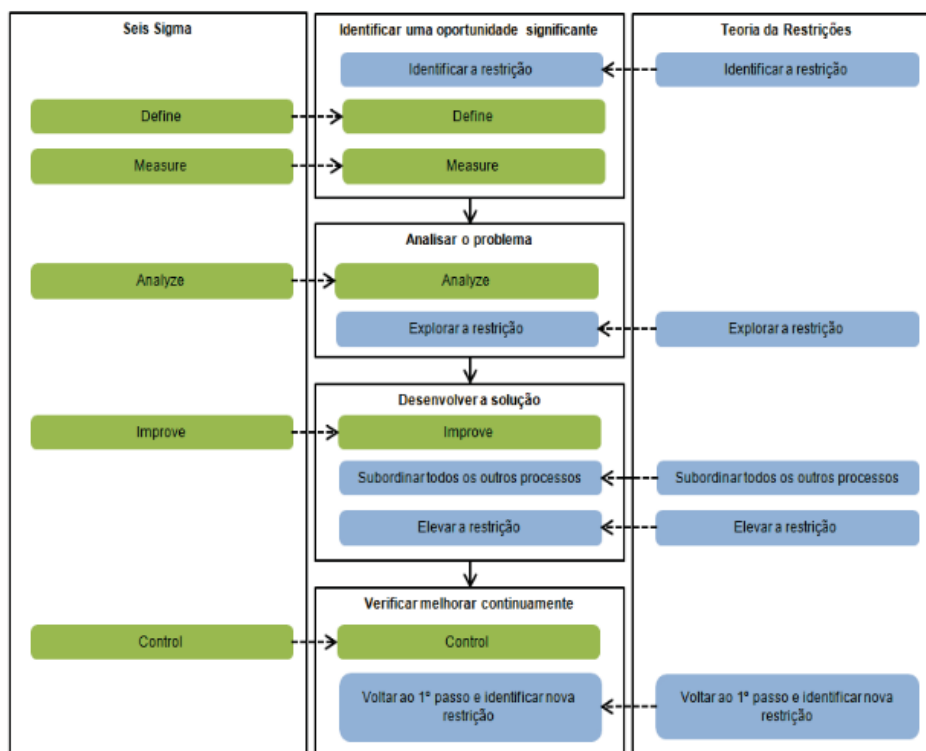 Seis Sigma
Identificar uma oportunidade significante
Teoria da Restrições
Identificar a restrição
Identificar a restrição
Define
Define
Measure
Measure
Analisar o problema
Analyze
Analyze
Explorar a restrição
Explorar a restrição
Desenvolver a solução
Improve
Improve
Subordinar todos os outros processos
Subordinar todos os outros processos
Elevar a restrição
Elevar a restrição
Verificar melhorar continuamente
Control
Control
Voltar ao 1º passo e identificar nova
restrição
Voltar ao 1º passo e identificar nova
restrição